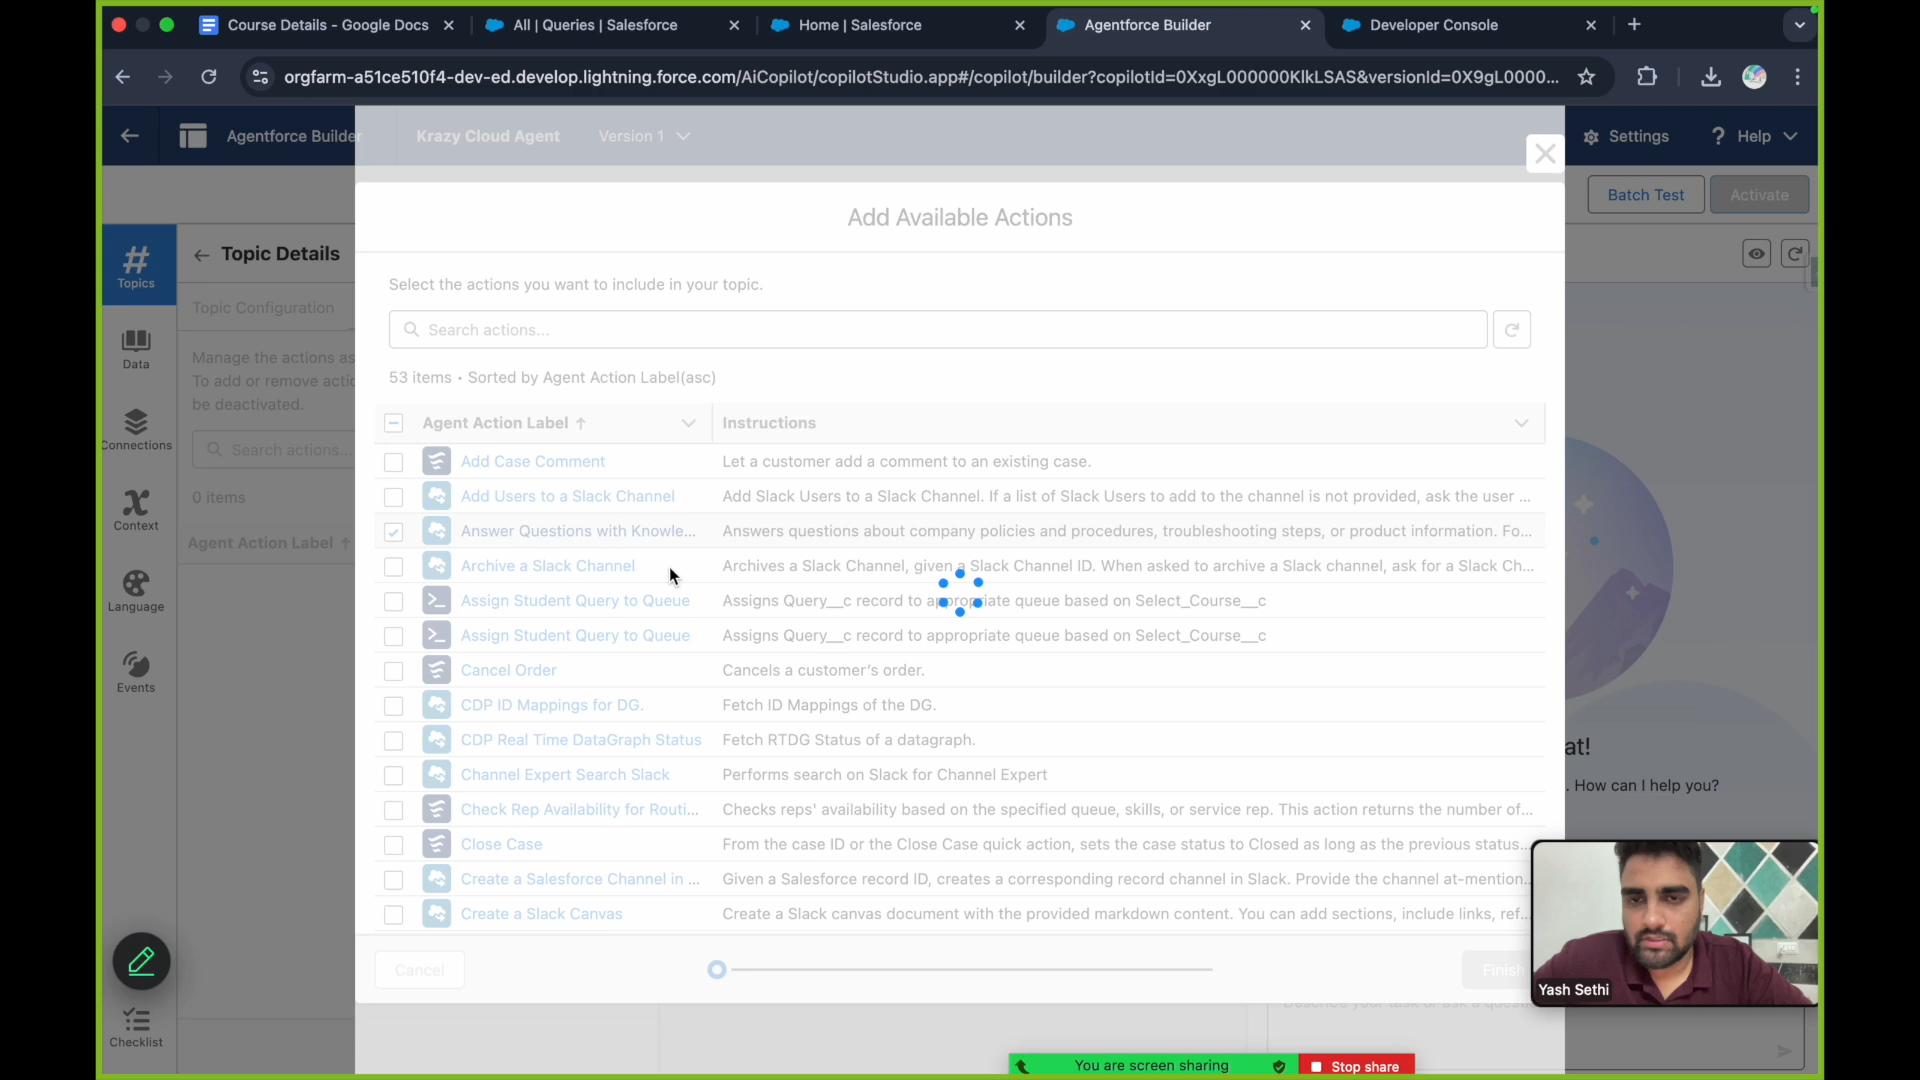 Course Details - Google Docs
All | Queries | Salesforce
Home | Salesforce
Agentforce Builder
Developer Console
orgfarm-a51ce510f4-dev-ed.develop.lightning.force.com/AiCopilot/copilotStudio.app#/copilot/builder?copilotId=0XxgL000000KlkLSAS&versionId=0X9gL0000...
Agentforce Builder
Krazy Cloud Agent
Version 1
Settings
Help
Batch Test
Activate
Topics
Data
Connections
Context
Language
Events
Checklist
Topic Details
Topic Configuration
Manage the actions as
To add or remove actio
be deactivated.
Search actions...
0 items
Agent Action Label
Add Available Actions
Select the actions you want to include in your topic.
Search actions...
53 items • Sorted by Agent Action Label(asc)
Agent Action Label Instructions
Add Case Comment Let a customer add a comment to an existing case.
Add Users to a Slack Channel Add Slack Users to a Slack Channel. If a list of Slack Users to add to the channel is not provided, ask the user ...
Answer Questions with Knowle... Answers questions about company policies and procedures, troubleshooting steps, or product information. Fo...
Archive a Slack Channel Archives a Slack Channel, given a Slack Channel ID. When asked to archive a Slack channel, ask for a Slack Ch...
Assign Student Query to Queue Assigns Query__c record to appropriate queue based on Select_Course__c
Assign Student Query to Queue Assigns Query__c record to appropriate queue based on Select_Course__c
Cancel Order Cancels a customer's order.
CDP ID Mappings for DG. Fetch ID Mappings of the DG.
CDP Real Time DataGraph Status Fetch RTDG Status of a datagraph.
Channel Expert Search Slack Performs search on Slack for Channel Expert
Check Rep Availability for Routi... Checks reps' availability based on the specified queue, skills, or service rep. This action returns the number of...
Close Case From the case ID or the Close Case quick action, sets the case status to Closed as long as the previous status...
Create a Salesforce Channel in ... Given a Salesforce record ID, creates a corresponding record channel in Slack. Provide the channel at-mention...
Create a Slack Canvas Create a Slack canvas document with the provided markdown content. You can add sections, include links, ref...
Cancel
Finish
at!
. How can I help you?
Yash Sethi
You are screen sharing
Stop share